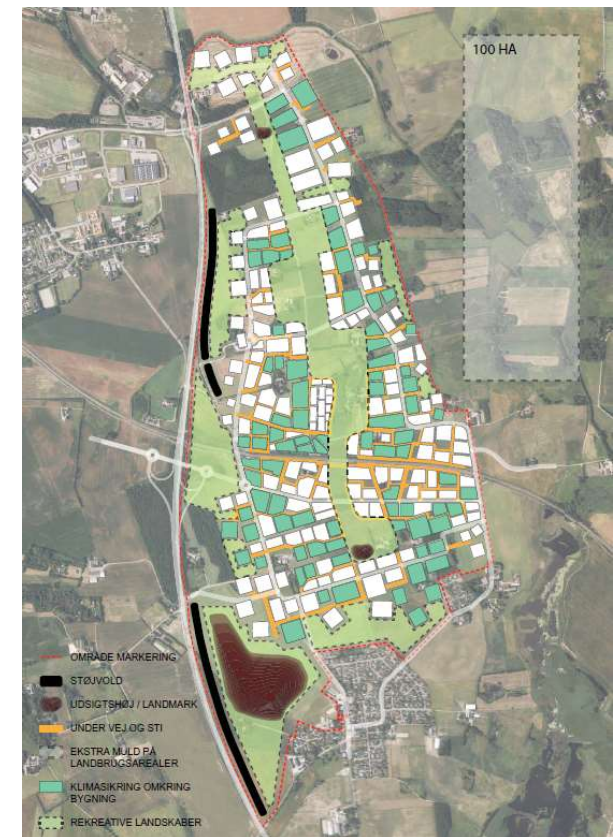 100 HA
OMRÅDE MARKERING
STØJVOLD
UDSIGTSHØJ / LANDMARK
UNDER VEJ OG STI
EKSTRA MULD PÅ
LANDBRUGSAREALER
KLIMASIKRING OMKRING
BYGNING
REKREATIVE LANDSKABER